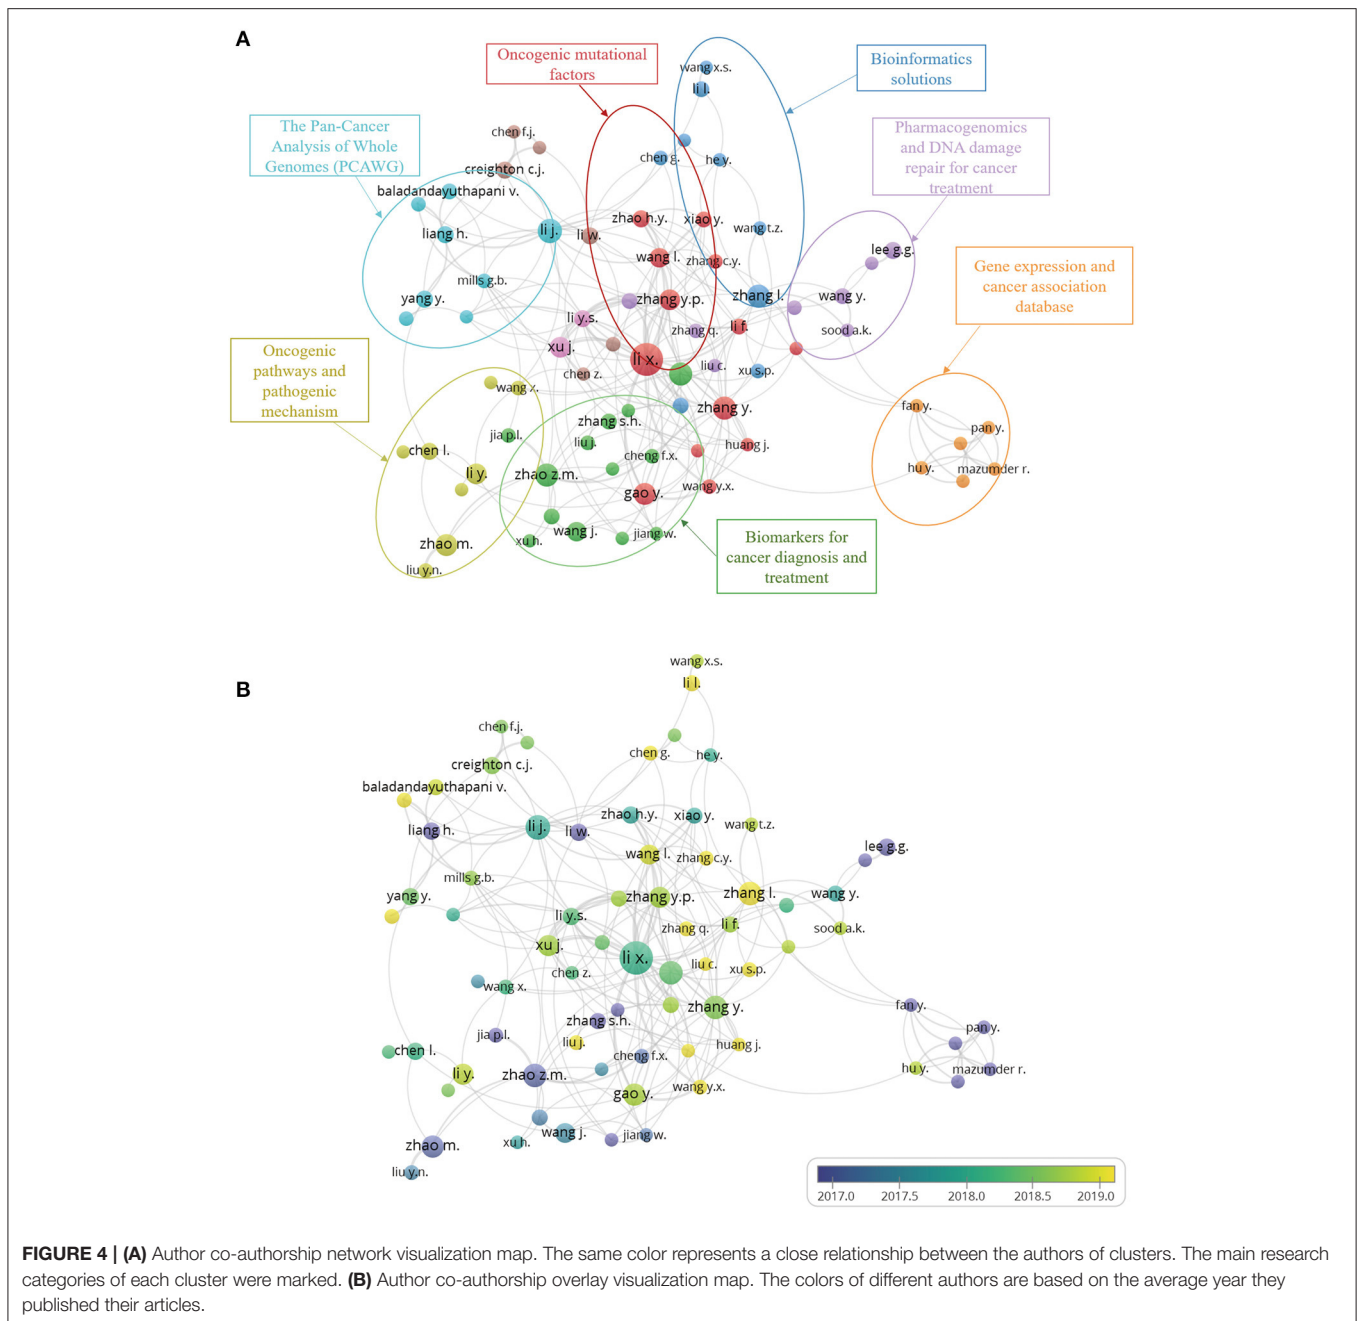 A
Oncogenic mutational
factors
wang x.s.
li l.
Bioinformatics
solutions
The Pan-Cancer
Analysis of Whole
Genomes (PCAWG)
chen f.j.
creighton c.j.
chen g.
he y.
Pharmacogenomics
and DNA damage
repair for cancer
treatment
baladandayuthapani v.
liang h.
li j.
li w.
zhao h.y.
xiao y.
wang t.z.
lee g.g.
wang l.
zhang c.y.
Gene expression and
cancer association
database
mills g.b.
yang y.
zhang y.p.
zhang l.
wang y.
li y.s.
zhang q.
li f.
sood a.k.
Oncogenic
pathways and
pathogenic
mechanism
xu j.
li x.
chen z.
liu c.
xu s.p.
wang x.
zhang y.
fan y.
zhang s.h.
pan y.
jia p.l.
liu j.
huang j.
chen l.
cheng f.x.
li y.
zhao z.m.
hu y.
mazumder r.
gao y.
wang y.x.
zhao m.
xu h.
wang j.
jiang w.
Biomarkers for
cancer diagnosis and
treatment
liu y.n.
B
wang x.s.
li l.
chen f.j.
chen g.
he y.
creighton c.j.
baladandayuthapani v.
liang h.
li j.
li w.
zhao h.y.
xiao y.
wang t.z.
lee g.g.
wang l.
zhang c.y.
mills g.b.
yang y.
zhang y.p.
zhang l.
wang y.
li y.s.
zhang q.
li f.
sood a.k.
xu j.
li x.
chen z.
liu c.
xu s.p.
wang x.
zhang y.
fan y.
zhang s.h.
pan y.
jia p.l.
liu j.
huang j.
chen l.
cheng f.x.
li y.
zhao z.m.
hu y.
mazumder r.
gao y.
wang y.x.
zhao m.
xu h.
wang j.
jiang w.
liu y.n.
2017.0 2017.5 2018.0 2018.5 2019.0
FIGURE 4 | (A) Author co-authorship network visualization map. The same color represents a close relationship between the authors of clusters. The main research
categories of each cluster were marked. (B) Author co-authorship overlay visualization map. The colors of different authors are based on the average year they
published their articles.